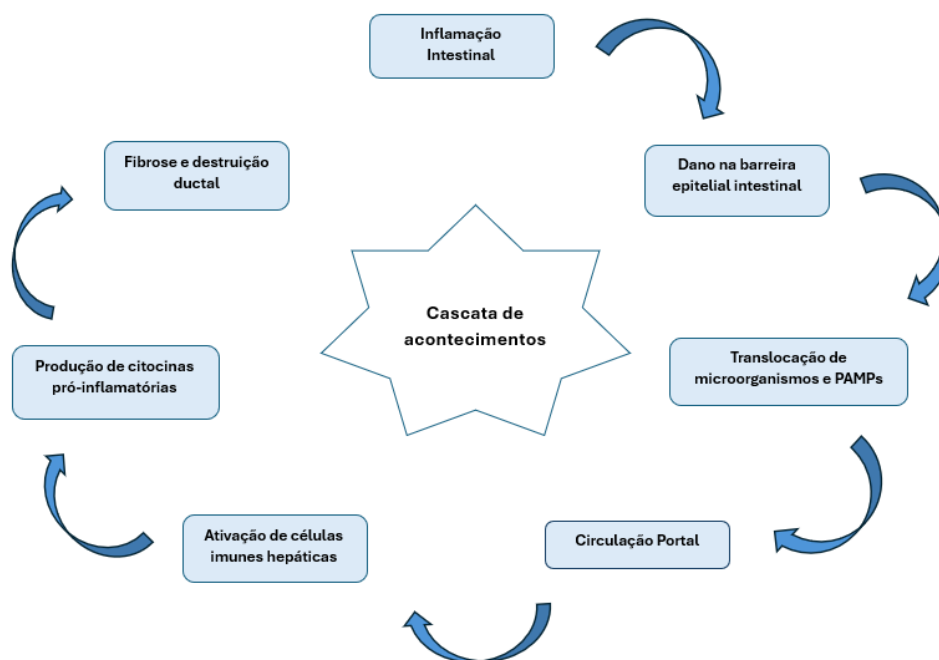 Inflamação
Intestinal
Dano na barreira
epitelial intestinal
Translocação de
microorganismos e PAMPs
Circulação Portal
Ativação de células
imunes hepáticas
Produção de citocinas
pró-inflamatórias
Fibrose e destruição
ductal
Cascata de
acontecimentos